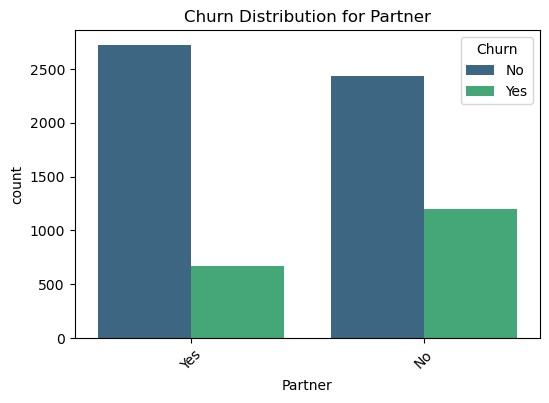 Churn Distribution for Partner
Churn
No
Yes
count
2500
2000
1500
1000
500
0
Yes
No
Partner